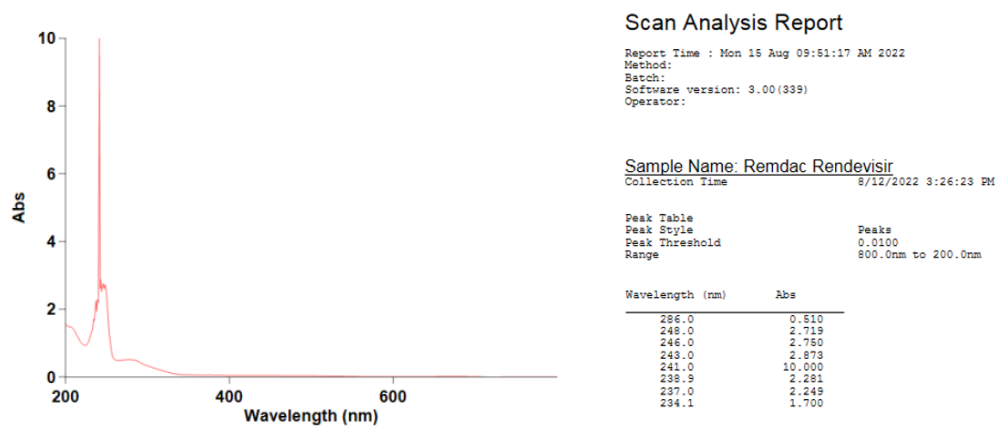 10
8
6
4
2
0
Abs
200
400
600
Wavelength (nm)
Scan Analysis Report
Report Time : Mon 15 Aug 09:51:17 AM 2022
Method:
Batch:
Software version: 3.00(339)
Operator:
Sample Name: Remdac Rendevisir
Collection Time 8/12/2022 3:26:23 PM
Peak Table
Peak Style Peaks
Peak Threshold 0.0100
Range 800.0nm to 200.0nm
Wavelength (nm) Abs
286.0 0.510
248.0 2.719
246.0 2.750
243.0 2.873
241.0 10.000
238.9 2.281
237.0 2.249
234.1 1.700